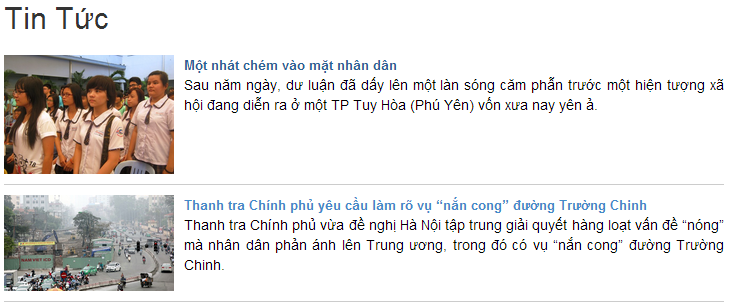 Tin Tức
Một nhát chém vào mặt nhân dân
Sau năm ngày, dư luận đã dấy lên một làn sóng căm phẫn trước một hiện tượng xã
hội đang diễn ra ở một TP Tuy Hòa (Phú Yên) vốn xưa nay yên ả.
Thanh tra Chính phủ yêu cầu làm rõ vụ “nắn cong” đường Trường Chinh
Thanh tra Chính phủ vừa đề nghị Hà Nội tập trung giải quyết hàng loạt vấn đề “nóng”
mà nhân dân phản ánh lên Trung ương, trong đó có vụ “nắn cong” đường Trường
Chinh.